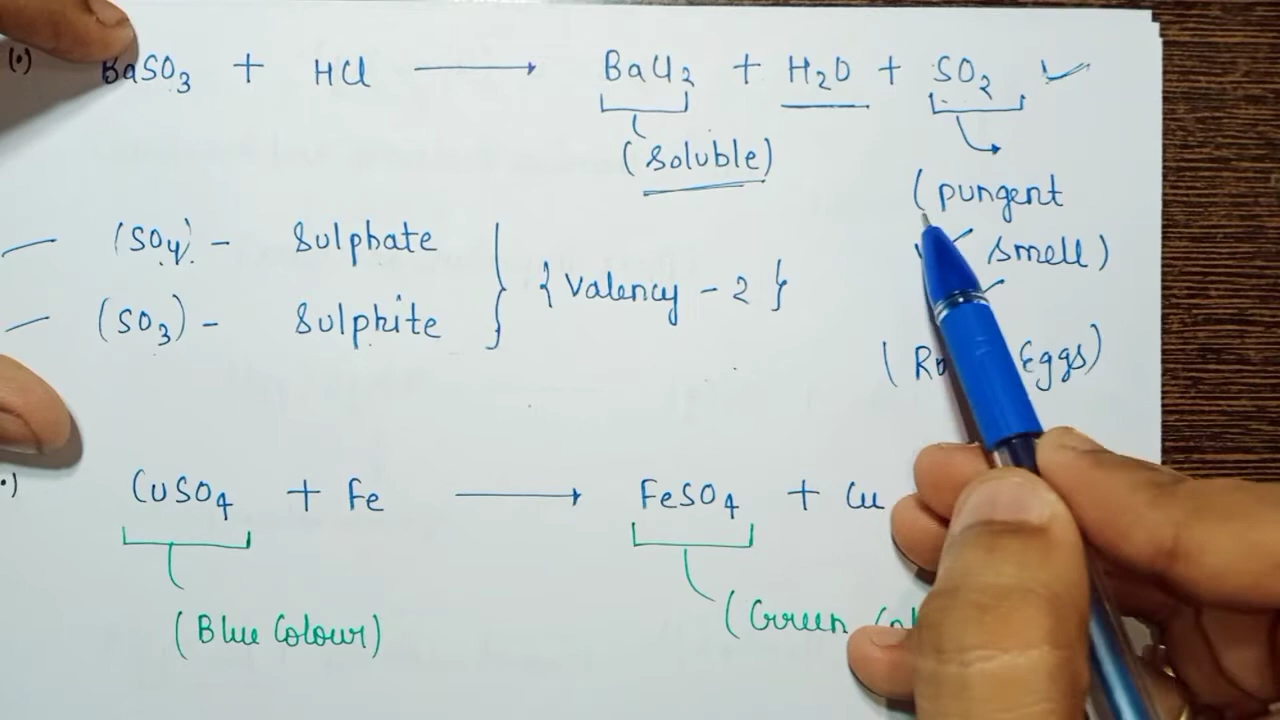 (•) BaSO3 + HCl → BaCl2 + H2O + SO2 ✓
(Soluble)
(pungent
smell)
(SO4) - Sulphate
(SO3) - Sulphite
{Valency - 2}
( Eggs)
•) CuSO4 + Fe → FeSO4 + Cu
(Blue Colour)
(Green